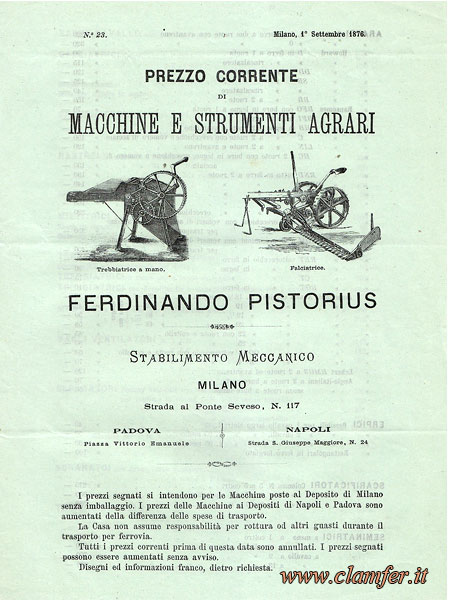 N.º 23.
Milano, 1º Settembre 1876.
PREZZO CORRENTE
DI
MACCHINE E STRUMENTI AGRARI
Trebbiatrice a mano.
Falciatrice.
FERDINANDO PISTORIUS
STABILIMENTO MECCANICO
MILANO
Strada al Ponte Seveso, N. 117
PADOVA
Piazza Vittorio Emanuele
NAPOLI
Strada S. Giuseppe Maggiore, N. 24
I prezzi segnati si intendono per le Macchine poste al Deposito di Milano
senza imballaggio. I prezzi delle Macchine ai Depositi di Napoli e Padova sono
aumentati della differenza delle spese di trasporto.
La Casa non assume responsabilità per rottura od altri guasti durante il
trasporto per ferrovia.
Tutti i prezzi correnti prima di questa data sono annullati. I prezzi segnati
possono essere aumentati senza avviso.
Disegni ed informazioni franco, dietro richiesta.
www.clamfer.it